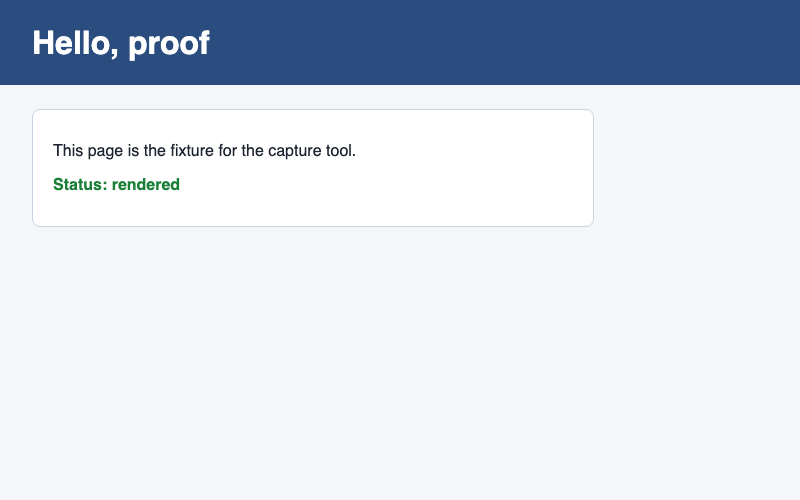 Hello, proof
This page is the fixture for the capture tool.
Status: rendered